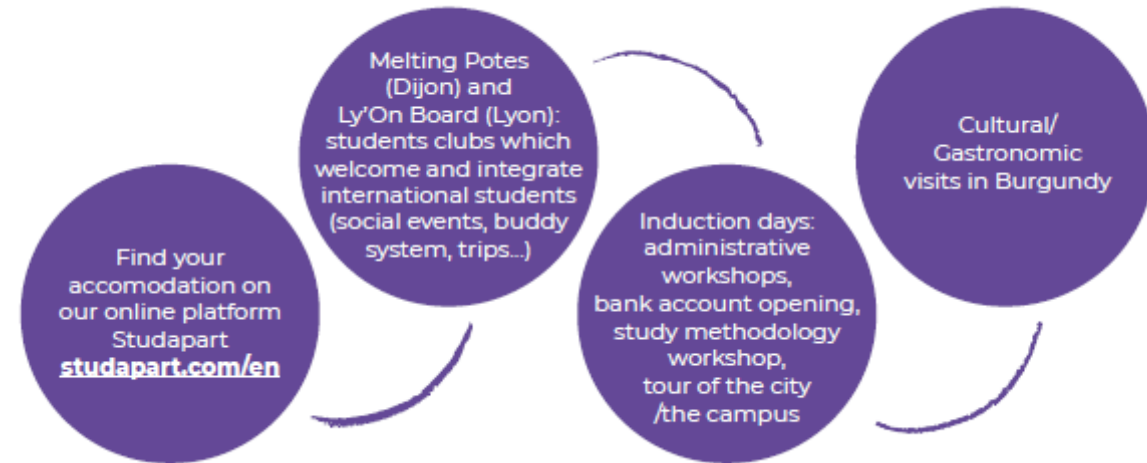 Find your
accomodation on
our online platform
Studapart
studapart.com/en
Melting Potes
(Dijon) and
Ly'On Board (Lyon):
students clubs which
welcome and integrate
international students
(social events, buddy
system, trips...)
Induction days:
administrative
workshops,
bank account opening,
study methodology
workshop,
tour of the city
/the campus
Cultural/
Gastronomic
visits in Burgundy